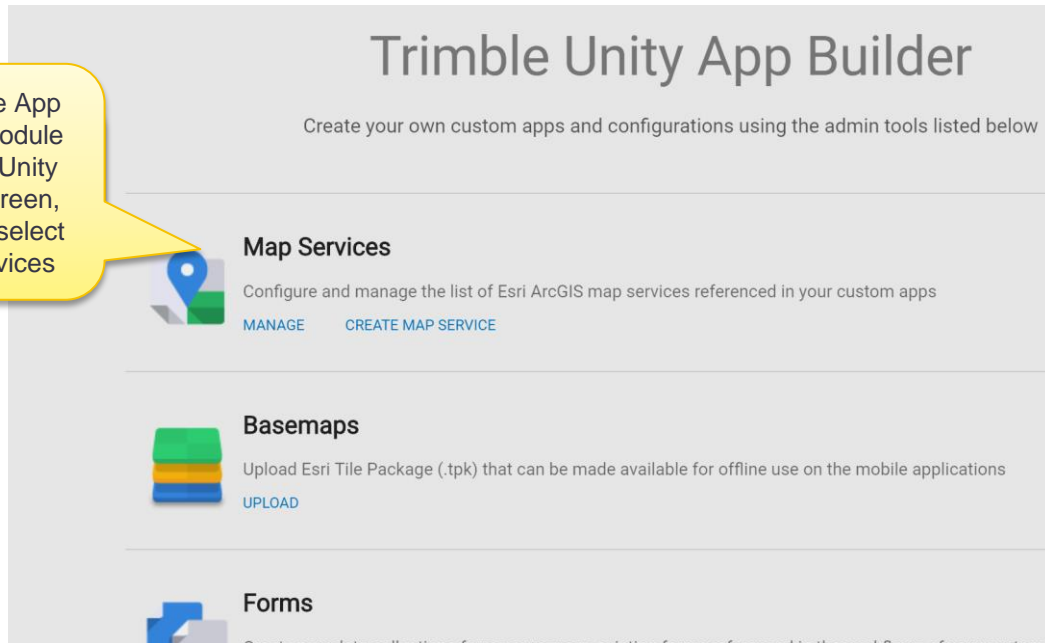 Trimble Unity App Builder
Create your own custom apps and configurations using the admin tools listed below
App
Unity
select
Map Services
Configure and manage the list of Esri ArcGIS map services referenced in your custom apps
MANAGE CREATE MAP SERVICE
Basemaps
Upload Esri Tile Package (.tpk) that can be made available for offline use on the mobile applications
UPLOAD
Forms